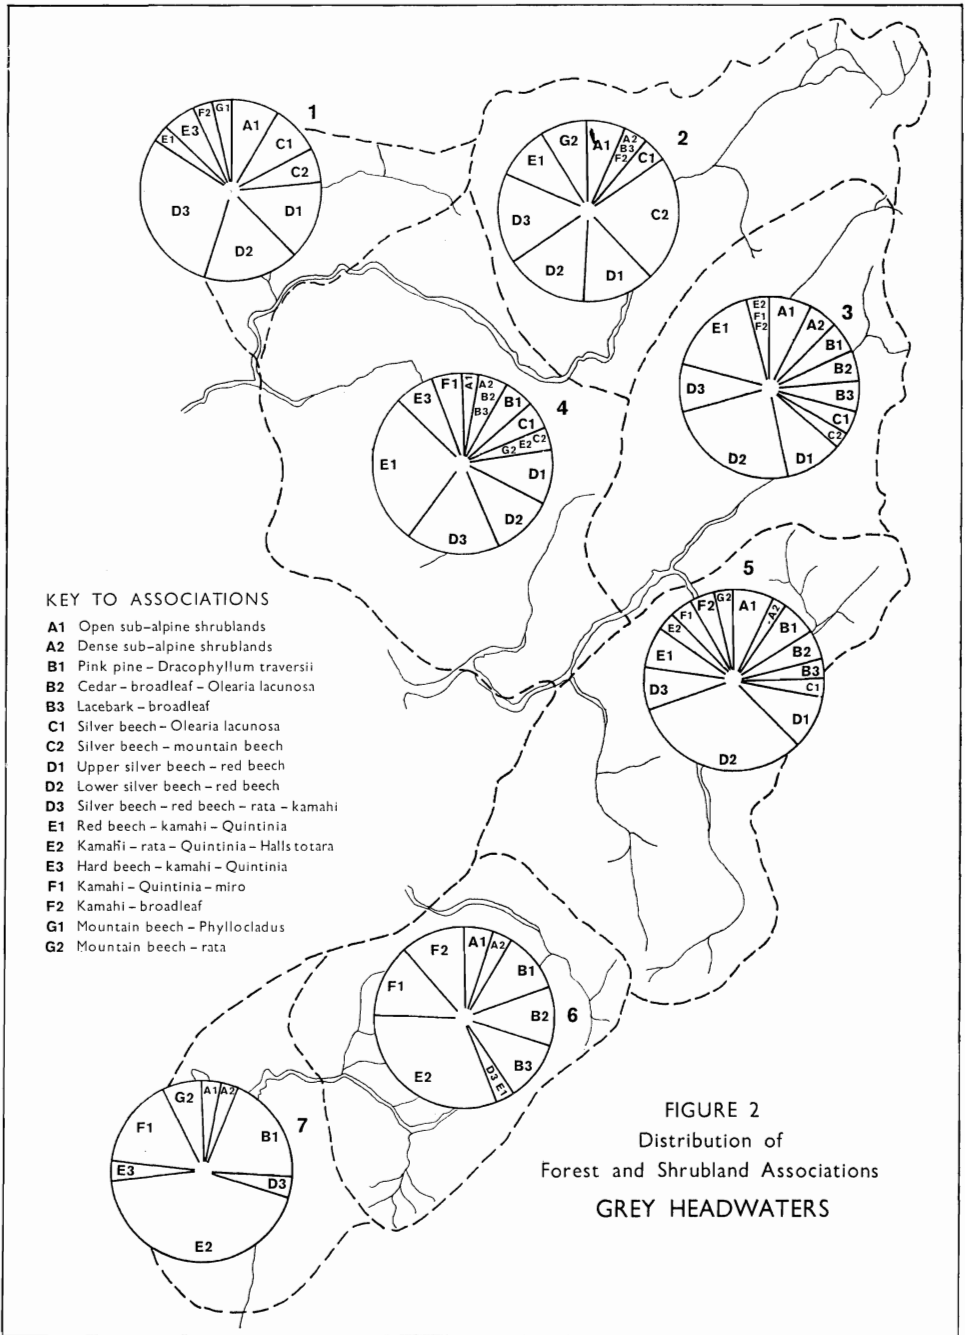 1
G1
F2
E3
E1
A1
C1
C2
D1
D2
D3
2
G2
A1
A2
B3
F2
C1
E1
C2
D3
D2
D1
3
E2
F1
F2
A1
A2
B1
B2
B3
C1
C2
E1
D3
D2
D1
4
F1
A1
A2
B2
B3
B1
C1
E2 C2
G2
E3
E1
D1
D2
D3
5
G2
F2
F1
E2
E1
A1
A2
B1
B2
B3
C1
D3
D1
D2
KEY TO ASSOCIATIONS
A1 Open sub-alpine shrublands
A2 Dense sub-alpine shrublands
B1 Pink pine - Dracophyllum traversii
B2 Cedar - broadleaf - Olearia lacunosa
B3 Lacebark - broadleaf
C1 Silver beech - Olearia lacunosa
C2 Silver beech - mountain beech
D1 Upper silver beech - red beech
D2 Lower silver beech - red beech
D3 Silver beech - red beech - rata - kamahi
E1 Red beech - kamahi - Quintinia
E2 Kamahi - rata - Quintinia - Halls totara
E3 Hard beech - kamahi - Quintinia
F1 Kamahi - Quintinia - miro
F2 Kamahi - broadleaf
G1 Mountain beech - Phyllocladus
G2 Mountain beech - rata
6
F2
A1
A2
B1
F1
B2
B3
E2
D3
E1
7
G2
A1
A2
F1
B1
E3
D3
E2
FIGURE 2
Distribution of
Forest and Shrubland Associations
GREY HEADWATERS